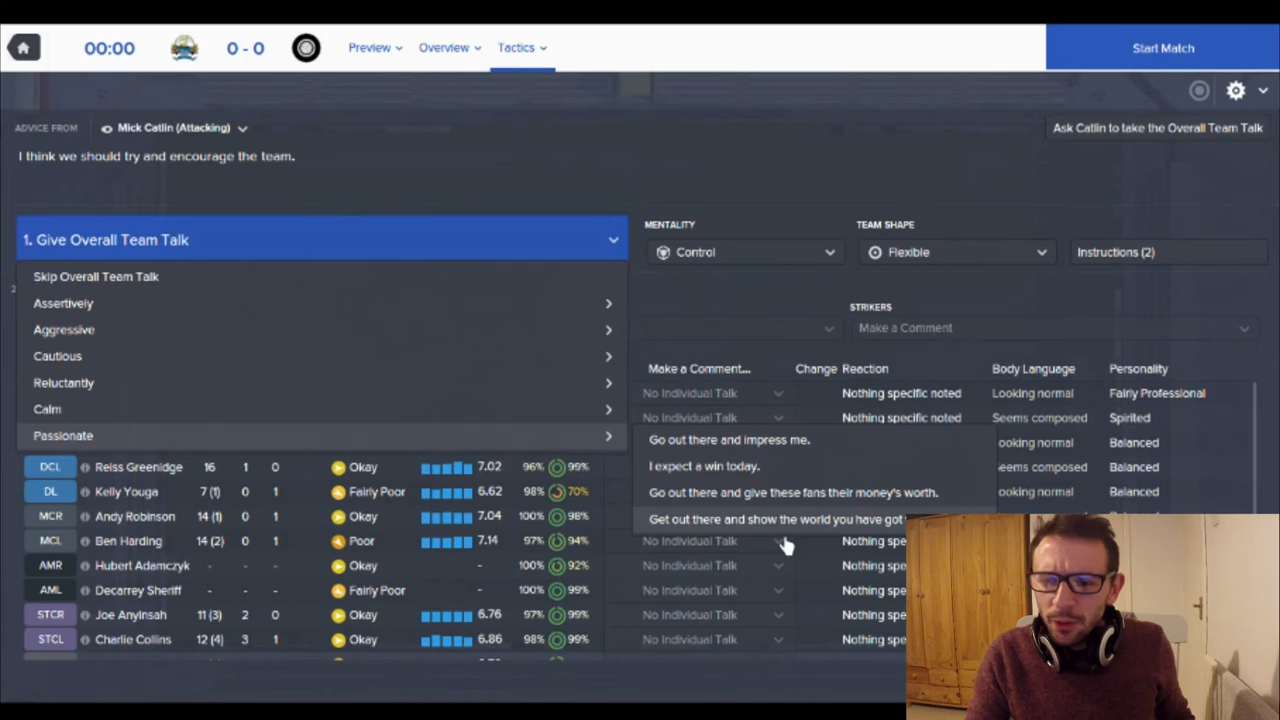 00:00 0 - 0 Preview Overview Tactics Start Match
ADVICE FROM Mick Catlin (Attacking) Ask Catlin to take the Overall Team Talk
I think we should try and encourage the team.
1. Give Overall Team Talk
MENTALITY TEAM SHAPE
Control Flexible Instructions (2)
Skip Overall Team Talk
Assertively
Aggressive
Cautious
Reluctantly
Calm
Passionate
STRIKERS
Make a Comment
Make a Comment... Change Reaction Body Language Personality
No Individual Talk Nothing specific noted Looking normal Fairly Professional
No Individual Talk Nothing specific noted Seems composed Spirited
ooking normal Balanced
eems composed Balanced
ooking normal Balanced
Go out there and impress me.
I expect a win today.
Go out there and give these fans their money's worth.
Get out there and show the world you have got
DCL Reiss Greenidge 16 1 0 Okay 7.02 96% 99%
DL Kelly Youga 7 (1) 0 1 Fairly Poor 6.62 98% 70%
MCR Andy Robinson 14 (1) 0 1 Okay 7.04 100% 98%
MCL Ben Harding 14 (2) 0 1 Poor 7.14 97% 94% No Individual Talk Nothing spe
AMR Hubert Adamczyk - - - Okay - 100% 92% No Individual Talk Nothing spe
AML Decarrey Sheriff - - - Fairly Poor - 100% 99% No Individual Talk Nothing spe
STCR Joe Anyinsah 11 (3) 2 0 Okay 6.76 97% 99% No Individual Talk Nothing spe
STCL Charlie Collins 12 (4) 3 1 Okay 6.86 98% 99% No Individual Talk Nothing spe